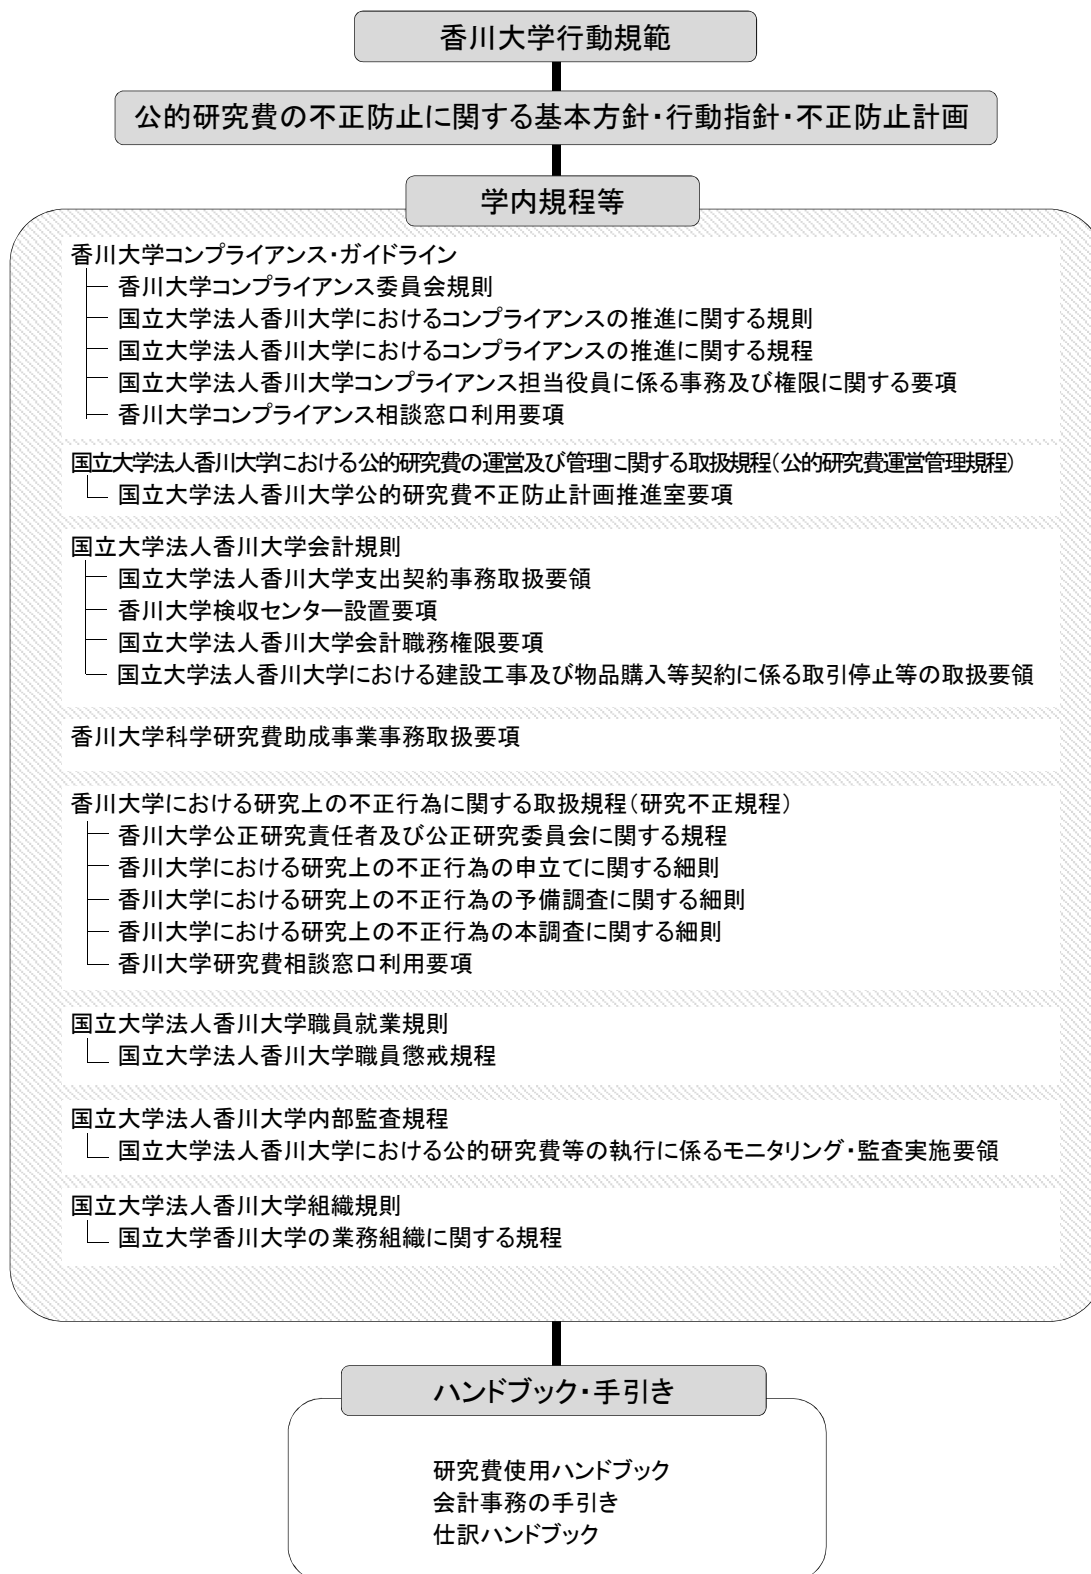 香川大学行動規範
公的研究費の不正防止に関する基本方針・行動指針・不正防止計画
学内規程等
香川大学コンプライアンス・ガイドライン
香川大学コンプライアンス委員会規則
国立大学法人香川大学におけるコンプライアンスの推進に関する規則
国立大学法人香川大学におけるコンプライアンスの推進に関する規程
国立大学法人香川大学コンプライアンス担当役員に係る事務及び権限に関する要項
香川大学コンプライアンス相談窓口利用要項
国立大学法人香川大学における公的研究費の運営及び管理に関する取扱規程(公的研究費運営管理規程)
国立大学法人香川大学公的研究費不正防止計画推進室要項
国立大学法人香川大学会計規則
国立大学法人香川大学支出契約事務取扱要領
香川大学検収センター設置要項
国立大学法人香川大学会計職務権限要項
国立大学法人香川大学における建設工事及び物品購入等契約に係る取引停止等の取扱要領
香川大学科学研究費助成事業事務取扱要項
香川大学における研究上の不正行為に関する取扱規程(研究不正規程)
香川大学公正研究責任者及び公正研究委員会に関する規程
香川大学における研究上の不正行為の申立てに関する細則
香川大学における研究上の不正行為の予備調査に関する細則
香川大学における研究上の不正行為の本調査に関する細則
香川大学研究費相談窓口利用要項
国立大学法人香川大学職員就業規則
国立大学法人香川大学職員懲戒規程
国立大学法人香川大学内部監査規程
国立大学法人香川大学における公的研究費等の執行に係るモニタリング・監査実施要領
国立大学法人香川大学組織規則
国立大学香川大学の業務組織に関する規程
ハンドブック・手引き
研究費使用ハンドブック
会計事務の手引き
仕訳ハンドブック